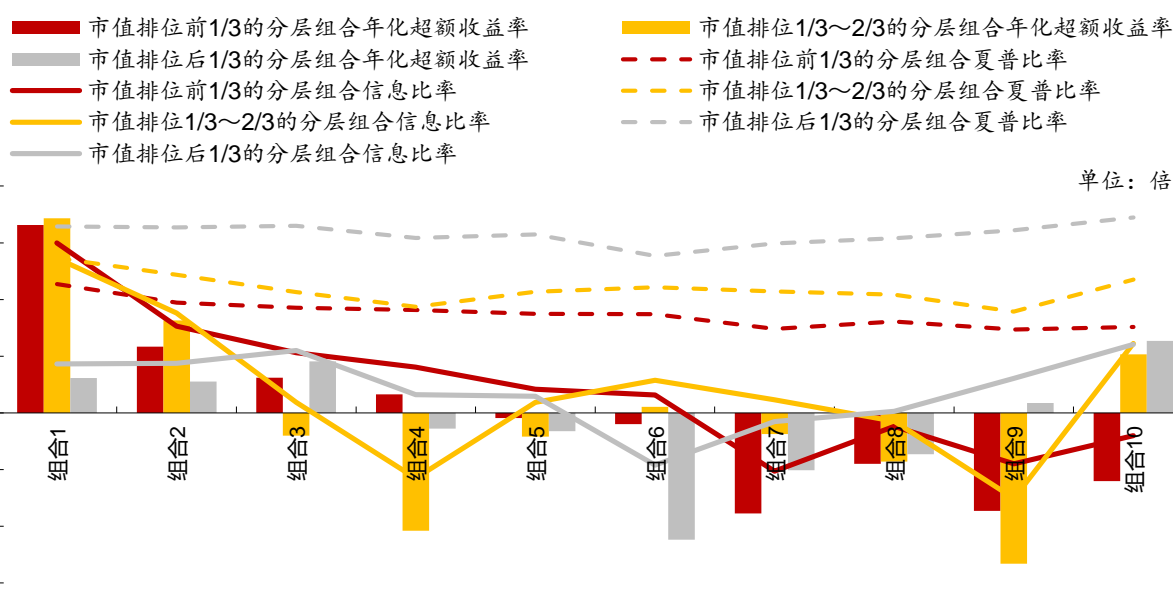 市值排位前1/3的分层组合年化超额收益率
市值排位1/3～2/3的分层组合年化超额收益率
市值排位后1/3的分层组合年化超额收益率
市值排位前1/3的分层组合夏普比率
市值排位前1/3的分层组合信息比率
市值排位1/3～2/3的分层组合夏普比率
市值排位1/3～2/3的分层组合信息比率
市值排位后1/3的分层组合夏普比率
市值排位后1/3的分层组合信息比率
单位：倍
组合1
组合2
组合3
组合4
组合5
组合6
组合7
组合8
组合9
组合10